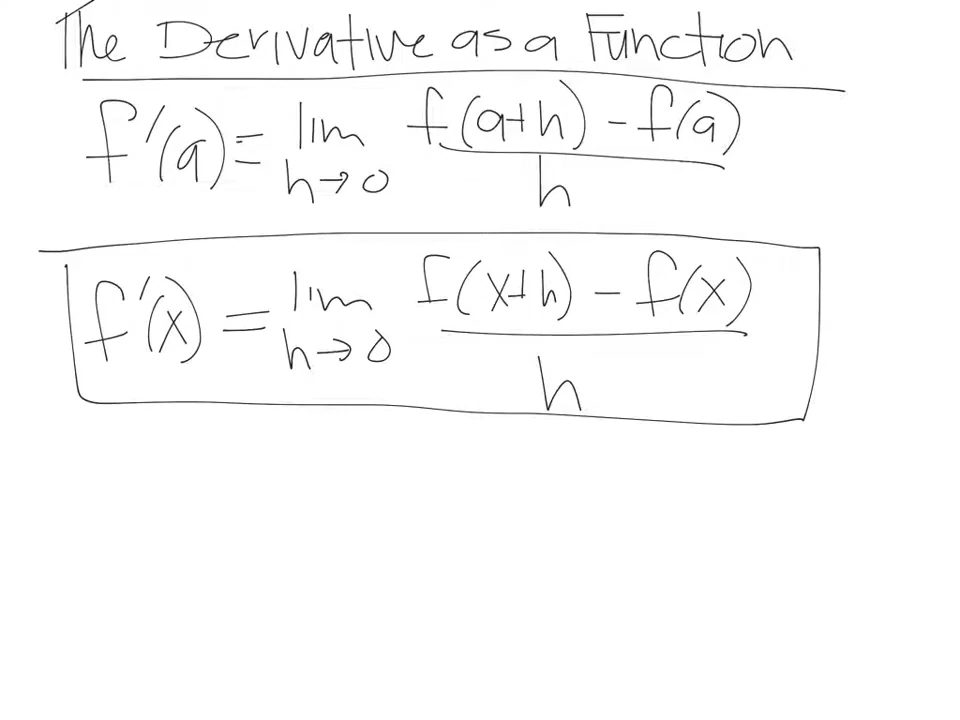 The Derivative as a Function
f'(a) = lim h→0 f(a+h) - f(a) / h
f'(x) = lim h→0 f(x+h) - f(x) / h